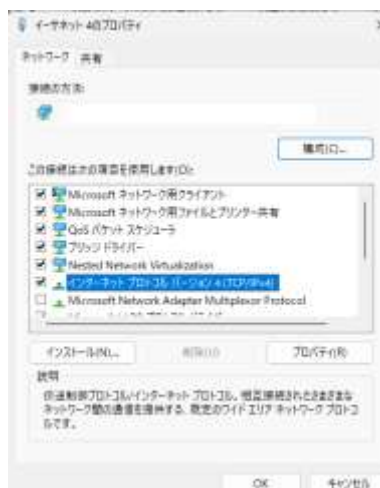 イーサネット 4のプロパティ
ネットワーク 共有
接続の方法:
構成(C)...
この接続は次の項目を使用します(O):
Microsoft ネットワーク用クライアント
Microsoft ネットワーク用ファイルとプリンター共有
QoS パケット スケジューラ
ブリッジ ドライバー
Nested Network Virtualization
インターネット プロトコル バージョン 4 (TCP/IPv4)
Microsoft Network Adapter Multiplexor Protocol
インストール(N)... 削除(U) プロパティ(R)
説明
伝送制御プロトコル/インターネット プロトコル。相互接続されたさまざまな
ネットワーク間の通信を提供する、既定のワイド エリア ネットワーク プロトコ
ルです。
OK キャンセル